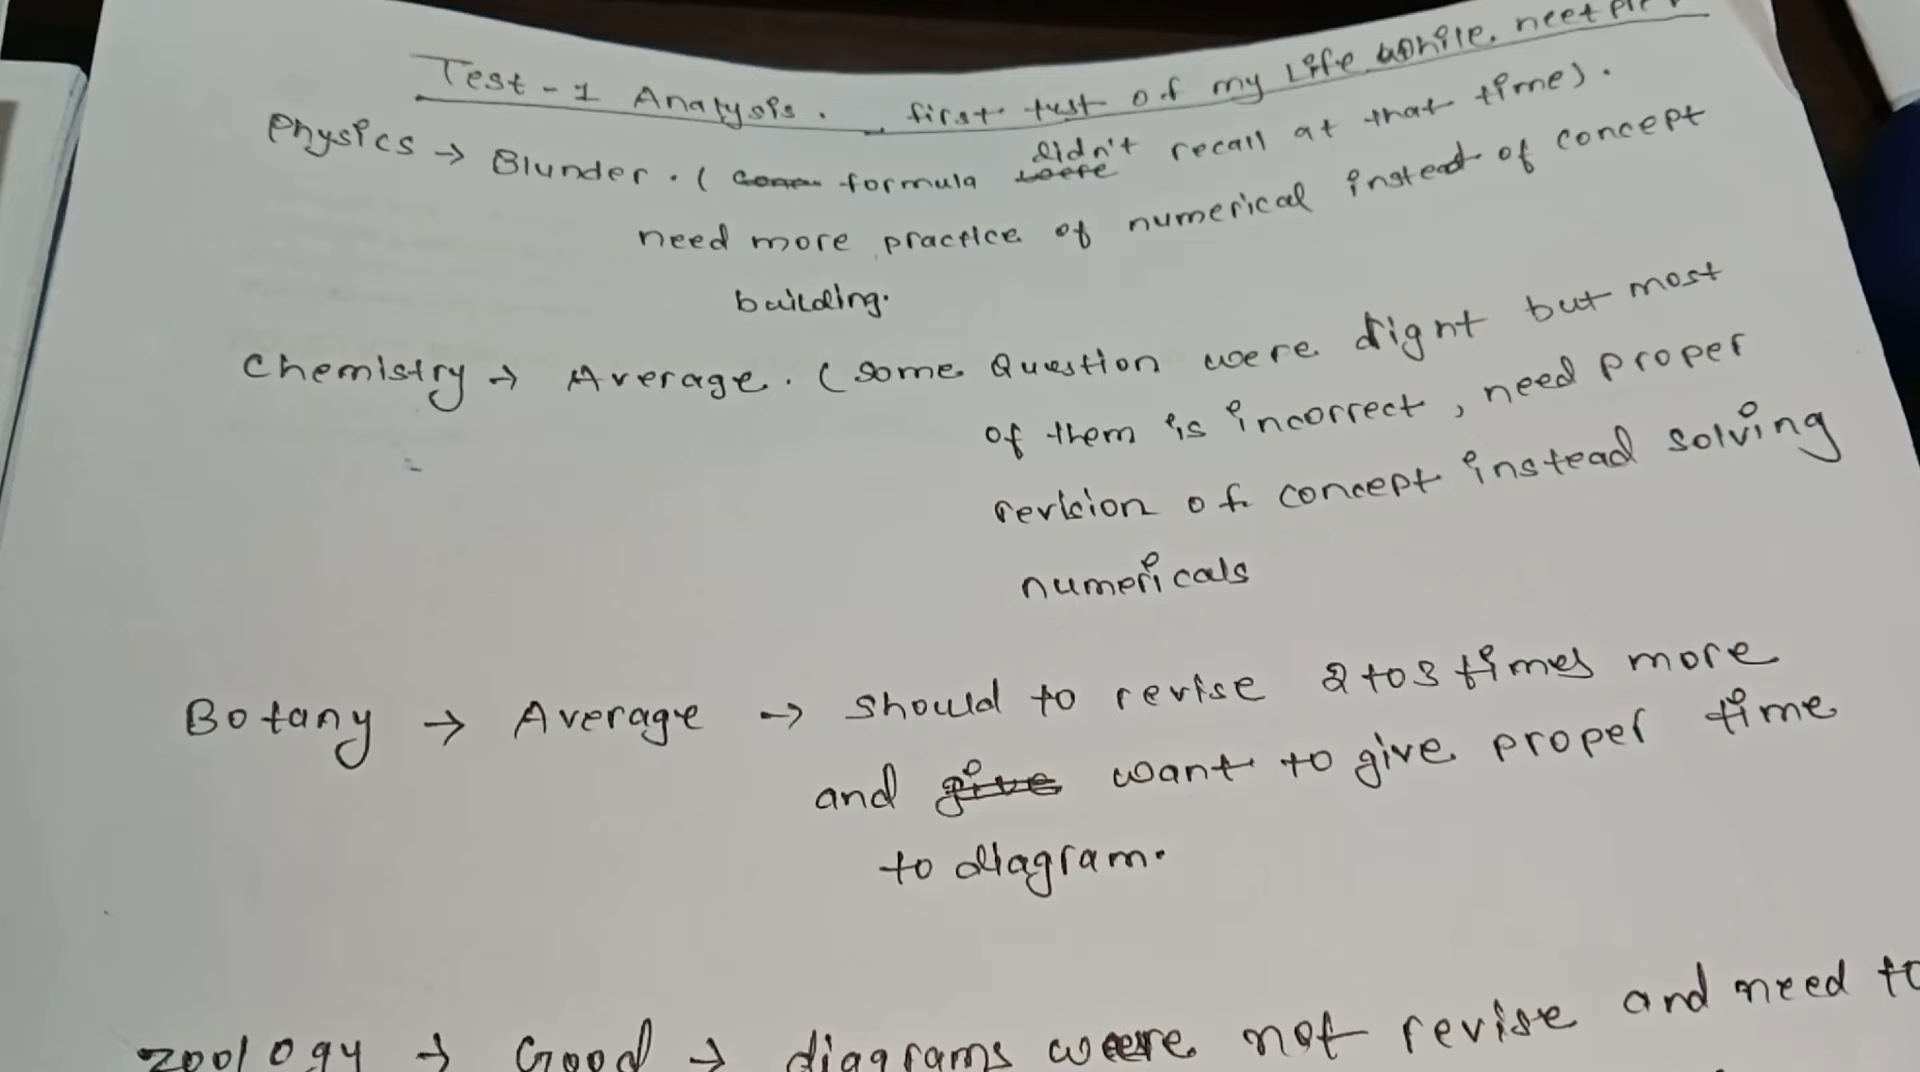 Test-1 Analysis. first test of my Life while neet
Physics → Blunder. ( formula didn't recall at that time).
need more practice of numerical instead of concept
building.
Chemistry → Average. (some Question were right but most
of them is incorrect, need proper
revision of concept instead solving
numericals
Botany → Average → should to revise 2 to 3 times more
and give want to give proper time
to diagram.
Zoology → Good → diagrams were not revise and need to